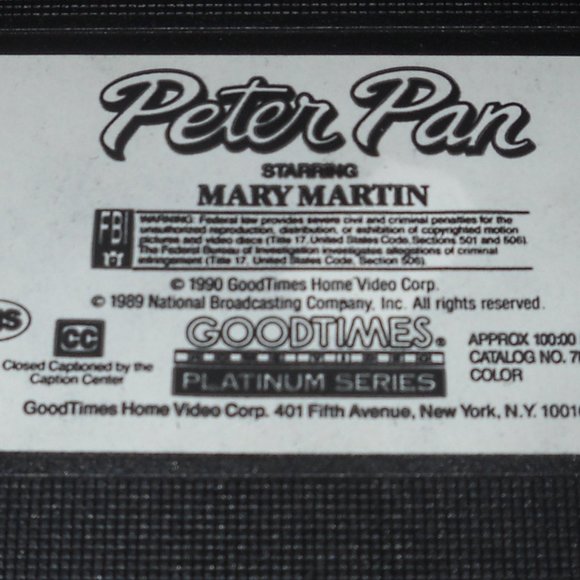 Peter Pan
STARRING
MARY MARTIN
FBI
WARNING: Federal law provides severe civil and criminal penalties for the
unauthorized reproduction, distribution, or exhibition of copyrighted motion
pictures and video discs (Title 17, United States Code, Sections 501 and 506).
The Federal Bureau of Investigation investigates allegations of criminal
infringement (Title 17, United States Code, Section 506).
© 1990 GoodTimes Home Video Corp.
© 1989 National Broadcasting Company, Inc. All rights reserved.
CC
Closed Captioned by the
Caption Center
GOODTIMES®
PLATINUM SERIES
APPROX 100:00
CATALOG NO. 7
COLOR
GoodTimes Home Video Corp. 401 Fifth Avenue, New York, N.Y. 10016